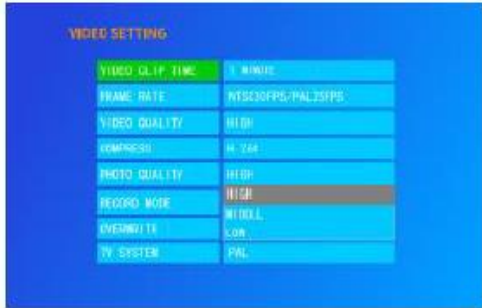 VIDEO SETTING
VIDEO CLIP TIME 1 MINUTE
FRAME RATE NTSC30FPS/PAL25FPS
VIDEO QUALITY HIGH
COMPRESS H.264
PHOTO QUALITY HIGH
HIGH
RECORD MODE
MIDDLL
OVERWRITE LOW
TV SYSTEM PAL